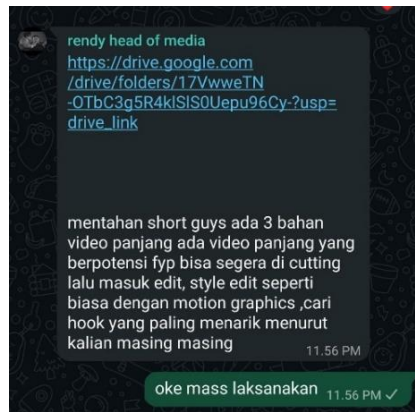 rendy head of media
https://drive.google.com
/drive/folders/17VwweTN
-OTbC3g5R4klSlS0Uepu96Cy-?usp=
drive_link
mentahan short guys ada 3 bahan
video panjang ada video panjang yang
berpotensi fyp bisa segera di cutting
lalu masuk edit, style edit seperti
biasa dengan motion graphics ,cari
hook yang paling menarik menurut
kalian masing masing
11.56 PM
oke mass laksanakan 11.56 PM